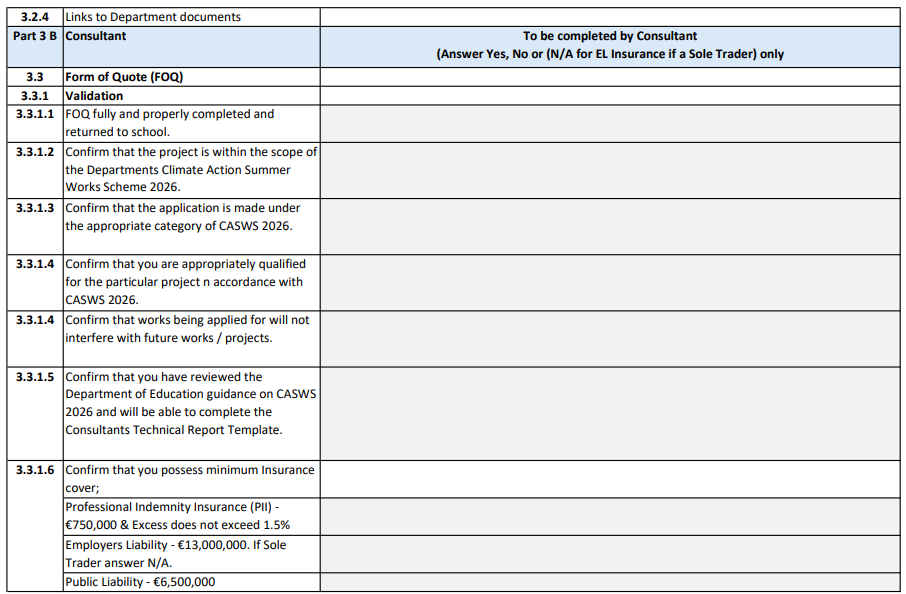 3.2.4 Links to Department documents
Part 3 B Consultant To be completed by Consultant
(Answer Yes, No or (N/A for EL Insurance if a Sole Trader) only
3.3 Form of Quote (FOQ)
3.3.1 Validation
3.3.1.1 FOQ fully and properly completed and
returned to school.
3.3.1.2 Confirm that the project is within the scope of
the Departments Climate Action Summer
Works Scheme 2026.
3.3.1.3 Confirm that the application is made under
the appropriate category of CASWS 2026.
3.3.1.4 Confirm that you are appropriately qualified
for the particular project n accordance with
CASWS 2026.
3.3.1.4 Confirm that works being applied for will not
interfere with future works / projects.
3.3.1.5 Confirm that you have reviewed the
Department of Education guidance on CASWS
2026 and will be able to complete the
Consultants Technical Report Template.
3.3.1.6 Confirm that you possess minimum Insurance
cover;
Professional Indemnity Insurance (PII) -
€750,000 & Excess does not exceed 1.5%
Employers Liability - €13,000,000. If Sole
Trader answer N/A.
Public Liability - €6,500,000